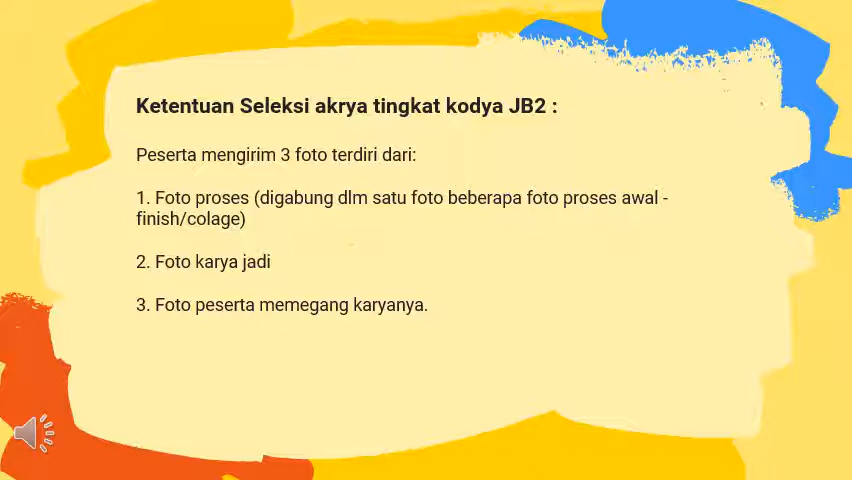 Ketentuan Seleksi akrya tingkat kodya JB2 :
Peserta mengirim 3 foto terdiri dari:
1. Foto proses (digabung dlm satu foto beberapa foto proses awal -
finish/colage)
2. Foto karya jadi
3. Foto peserta memegang karyanya.